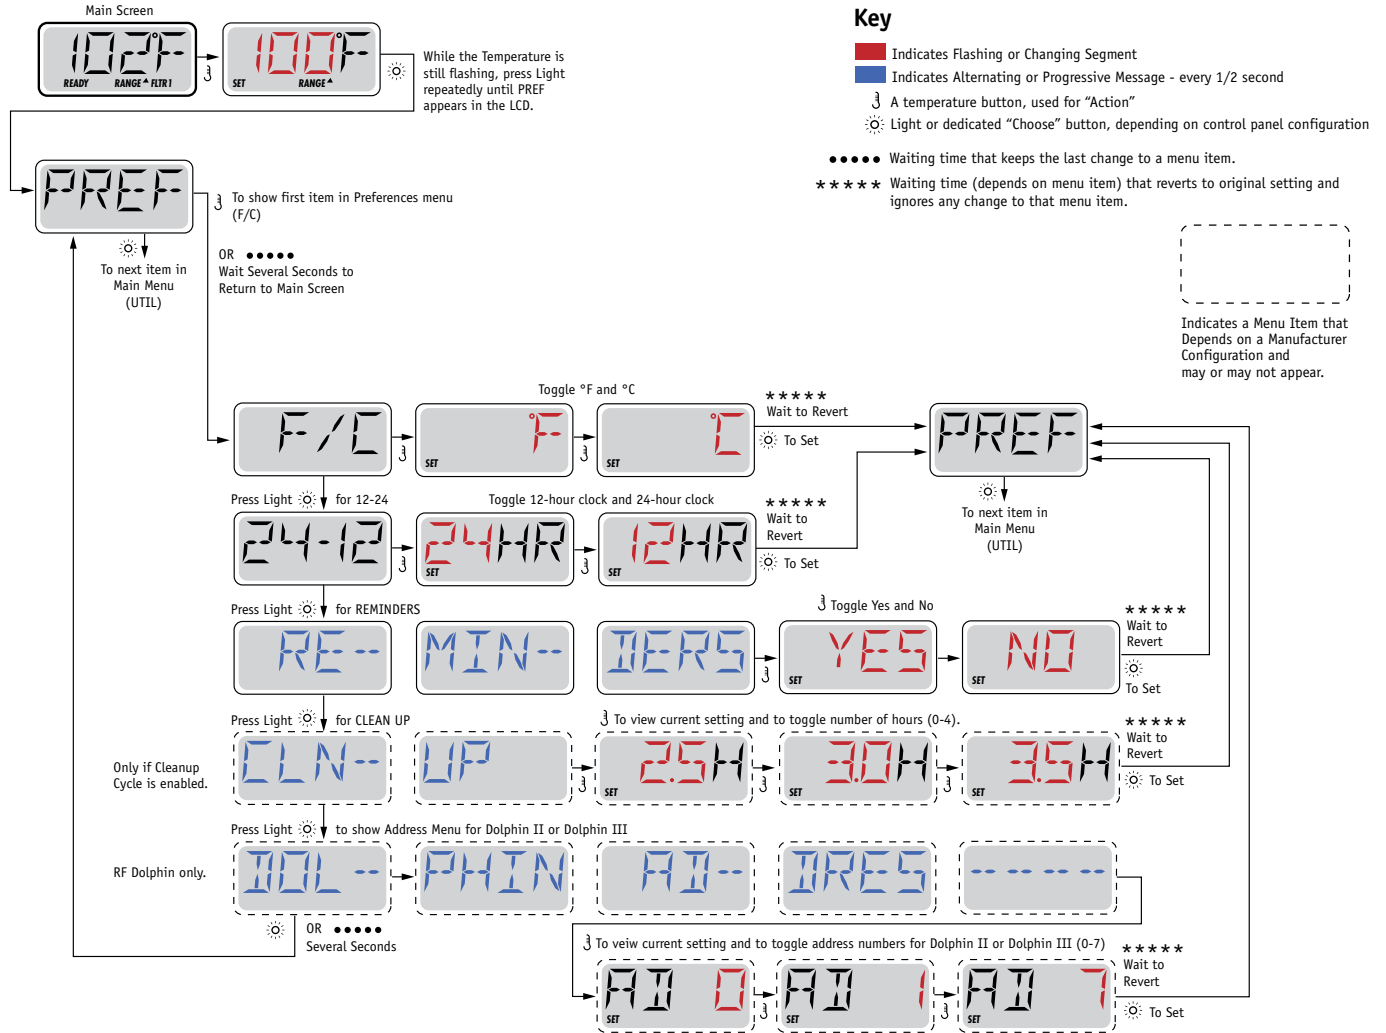 Main Screen
102°F
READY RANGE FLTR1
100°F
SET RANGE
While the Temperature is
still flashing, press Light
repeatedly until PREF
appears in the LCD.
Key
Indicates Flashing or Changing Segment
Indicates Alternating or Progressive Message - every 1/2 second
A temperature button, used for “Action”
Light or dedicated “Choose” button, depending on control panel configuration
••••• Waiting time that keeps the last change to a menu item.
***** Waiting time (depends on menu item) that reverts to original setting and
ignores any change to that menu item.
Indicates a Menu Item that
Depends on a Manufacturer
Configuration and
may or may not appear.
PREF
To show first item in Preferences menu
(F/C)
OR •••••
Wait Several Seconds to
Return to Main Screen
To next item in
Main Menu
(UTIL)
Toggle °F and °C
F/C
°F
SET
°C
SET
*****
Wait to Revert
To Set
PREF
To next item in
Main Menu
(UTIL)
Press Light for 12-24
Toggle 12-hour clock and 24-hour clock
24-12
24HR
SET
12HR
SET
*****
Wait to
Revert
To Set
Press Light for REMINDERS
Toggle Yes and No
RE--
MIN--
DERS
YES
SET
NO
SET
*****
Wait to
Revert
To Set
Press Light for CLEAN UP
To view current setting and to toggle number of hours (0-4).
Only if Cleanup
Cycle is enabled.
CLN--
UP
2.5H
SET
3.0H
SET
3.5H
SET
*****
Wait to
Revert
To Set
Press Light to show Address Menu for Dolphin II or Dolphin III
RF Dolphin only.
DOL--
PHIN
AD--
DRES
-- -- -- --
OR •••••
Several Seconds
To veiw current setting and to toggle address numbers for Dolphin II or Dolphin III (0-7)
AD 0
SET
AD 1
SET
AD 7
SET
*****
Wait to
Revert
To Set